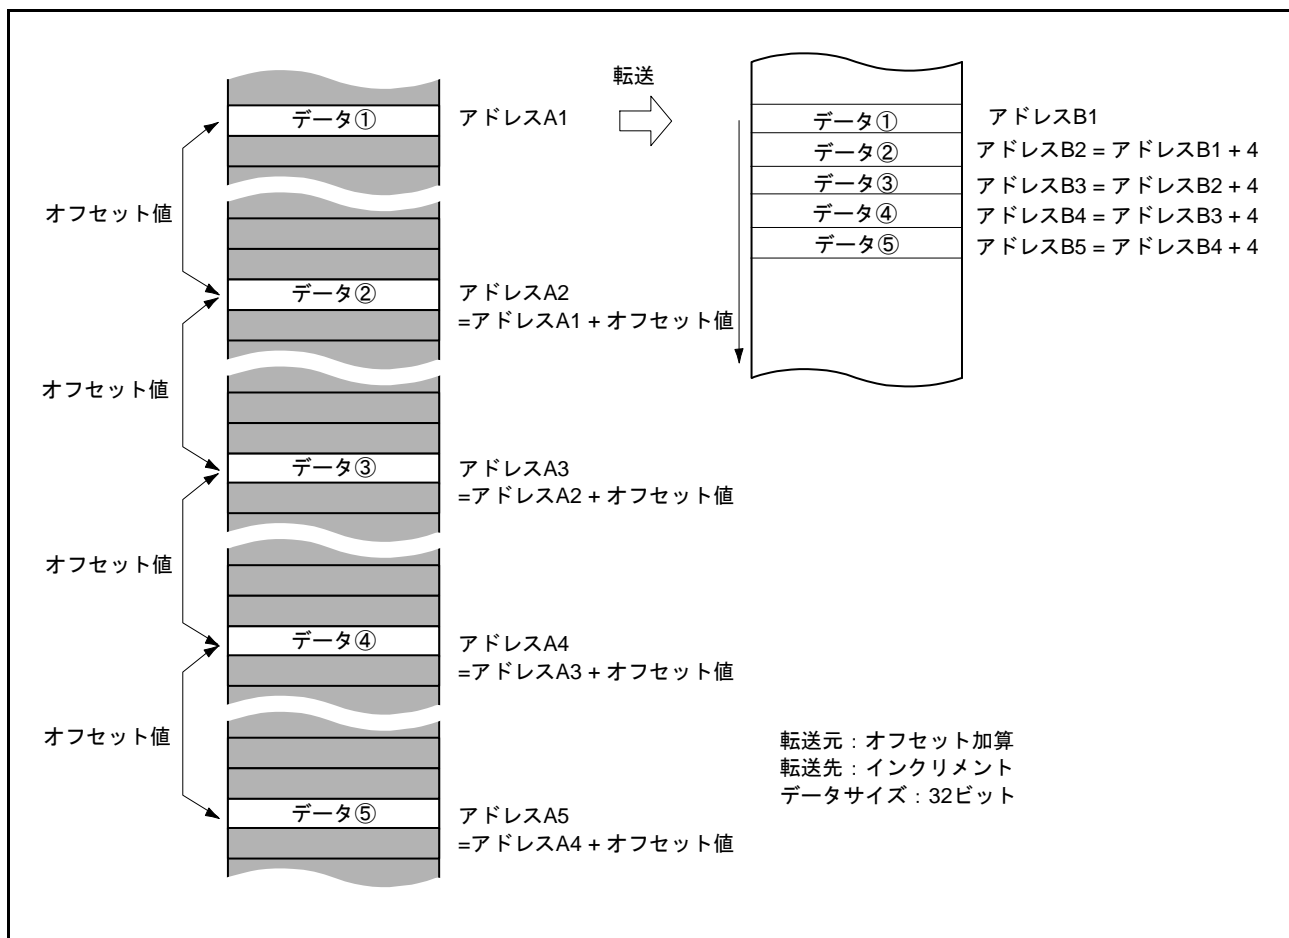 転送
データ①
アドレスA1
オフセット値
データ②
アドレスA2
=アドレスA1 + オフセット値
オフセット値
データ③
アドレスA3
=アドレスA2 + オフセット値
オフセット値
データ④
アドレスA4
=アドレスA3 + オフセット値
オフセット値
データ⑤
アドレスA5
=アドレスA4 + オフセット値
データ①
アドレスB1
データ②
アドレスB2 = アドレスB1 + 4
データ③
アドレスB3 = アドレスB2 + 4
データ④
アドレスB4 = アドレスB3 + 4
データ⑤
アドレスB5 = アドレスB4 + 4
転送元：オフセット加算
転送先：インクリメント
データサイズ：32ビット